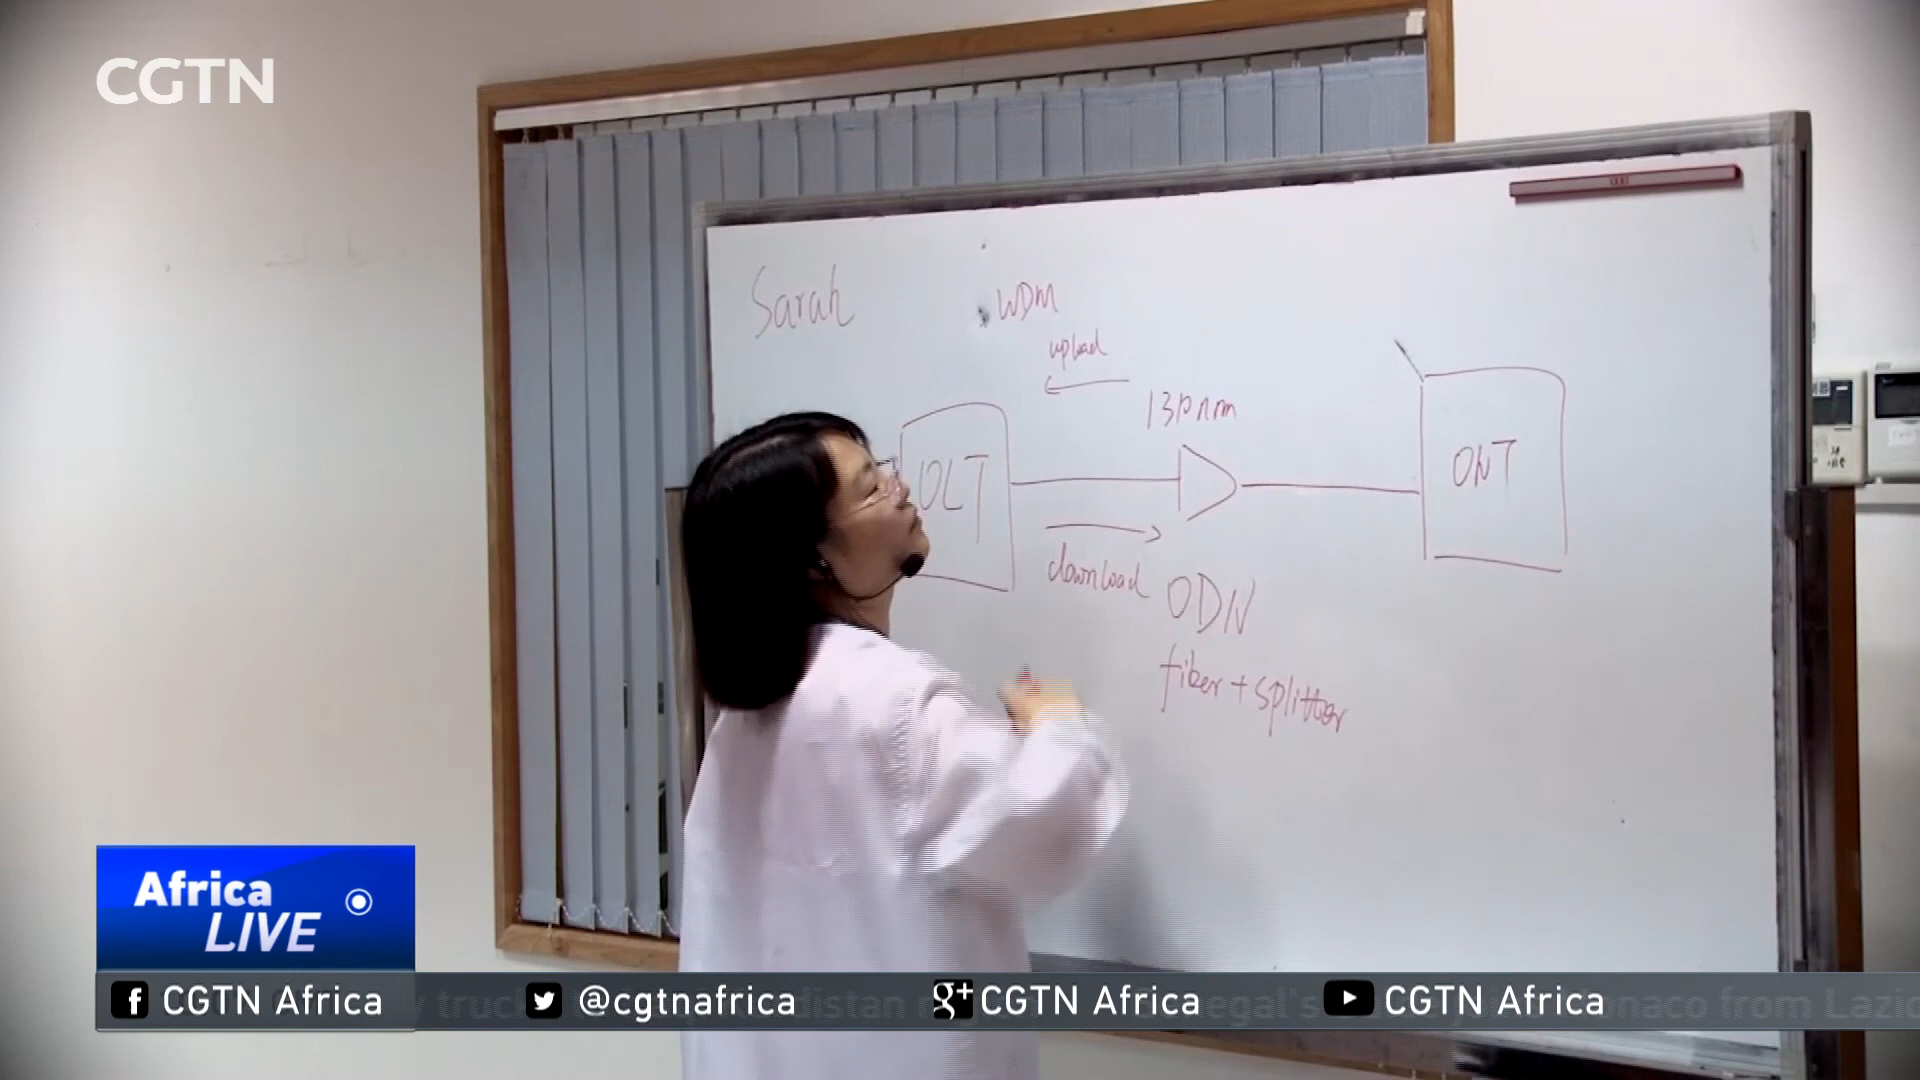 CGTN
Sarah
WDM
upload
1310nm
OLT
ONT
download
ODN
fiber + splitter
Africa
LIVE
CGTN Africa
@cgtnafrica
g+ CGTN Africa
CGTN Africa